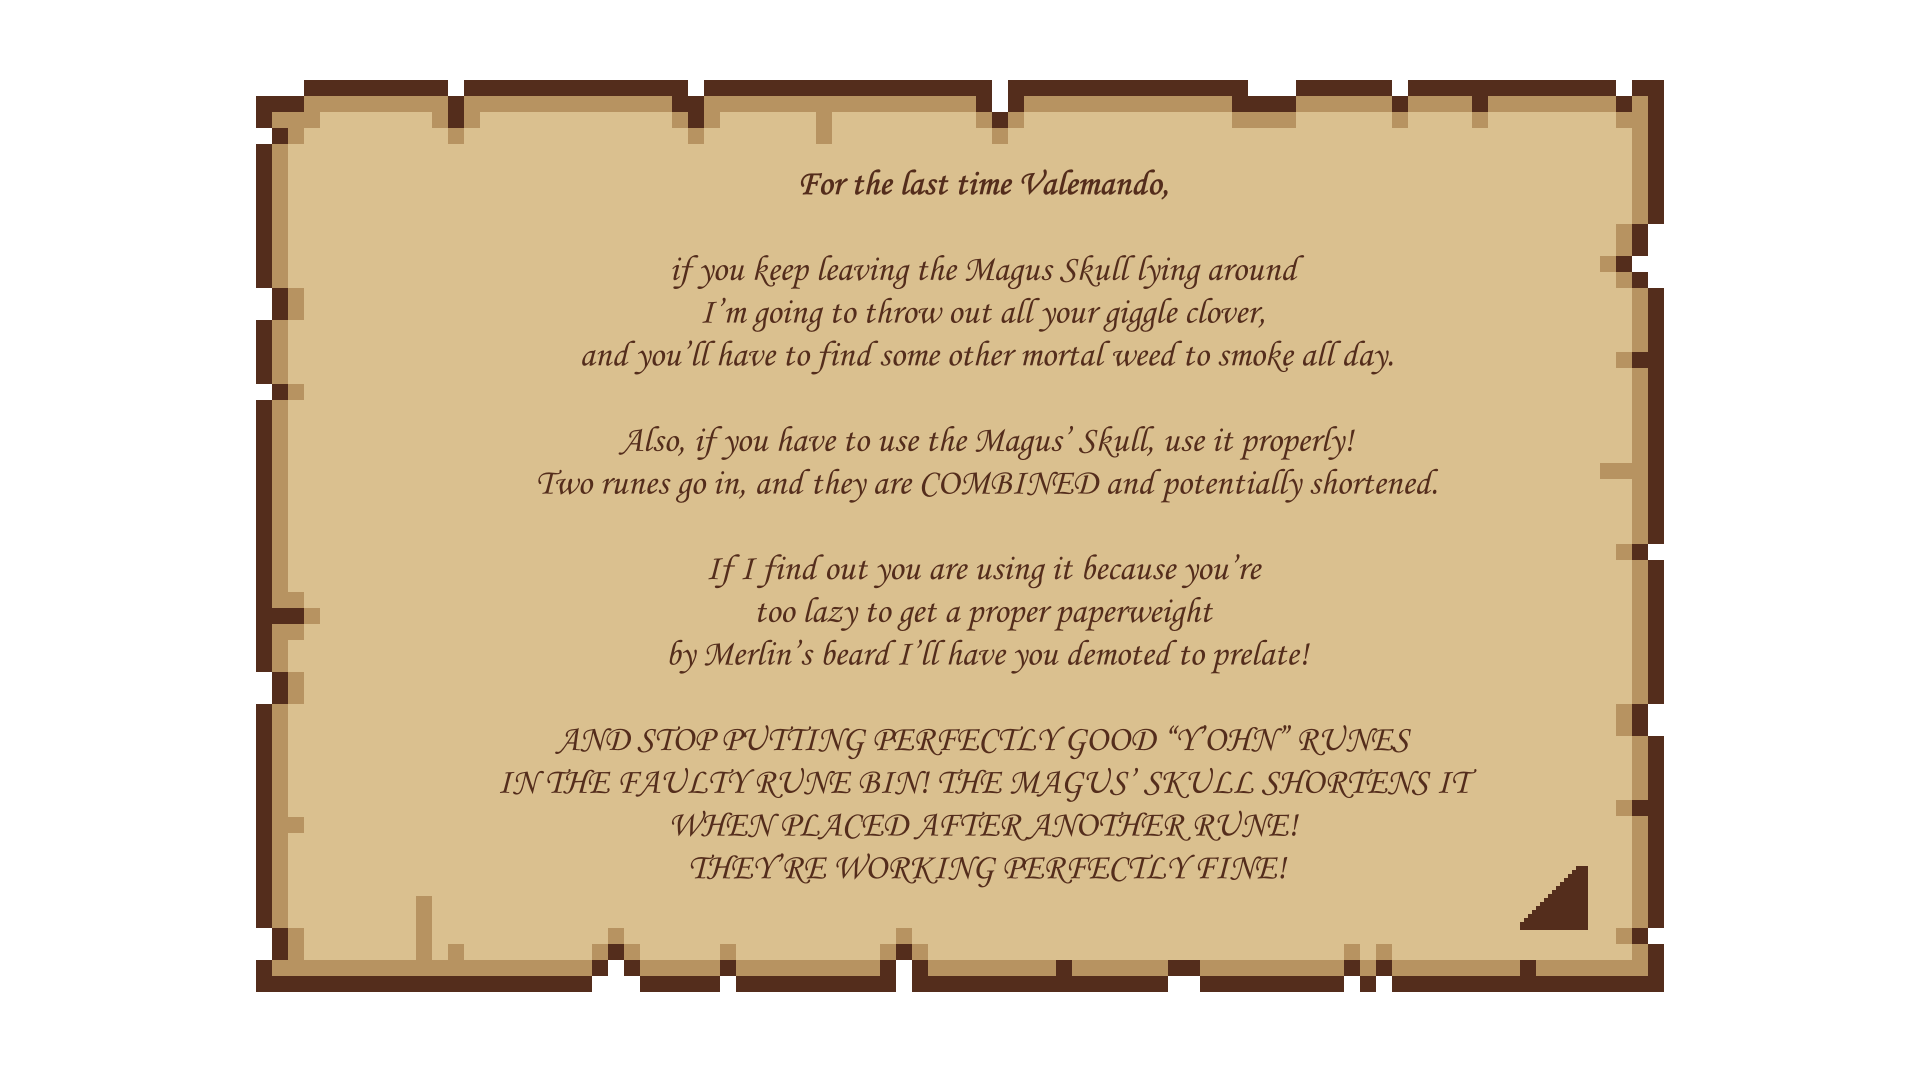 For the last time Valemando,
if you keep leaving the Magus Skull lying around
I’m going to throw out all your giggle clover,
and you’ll have to find some other mortal weed to smoke all day.
Also, if you have to use the Magus’ Skull, use it properly!
Two runes go in, and they are COMBINED and potentially shortened.
If I find out you are using it because you’re
too lazy to get a proper paperweight
by Merlin’s beard I’ll have you demoted to prelate!
AND STOP PUTTING PERFECTLY GOOD “Y’OHN” RUNES
IN THE FAULTY RUNE BIN! THE MAGUS’ SKULL SHORTENS IT
WHEN PLACED AFTER ANOTHER RUNE!
THEY’RE WORKING PERFECTLY FINE!